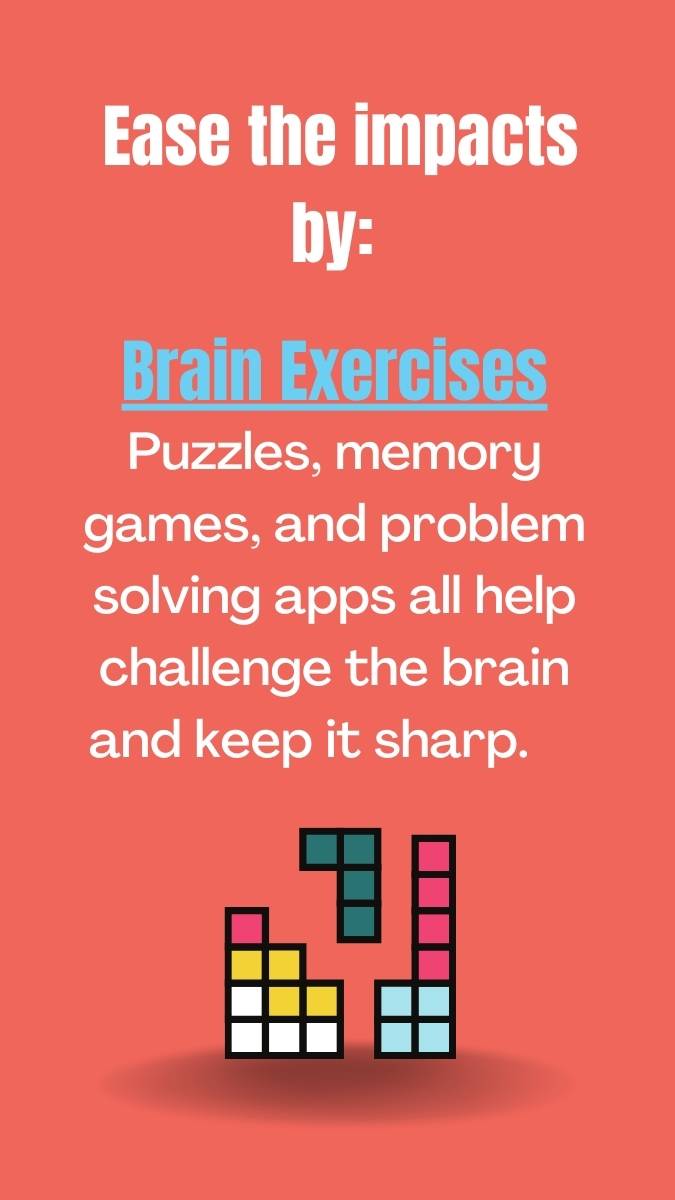 Ease the impacts
by:
Brain Exercises
Puzzles, memory
games, and problem
solving apps all help
challenge the brain
and keep it sharp.